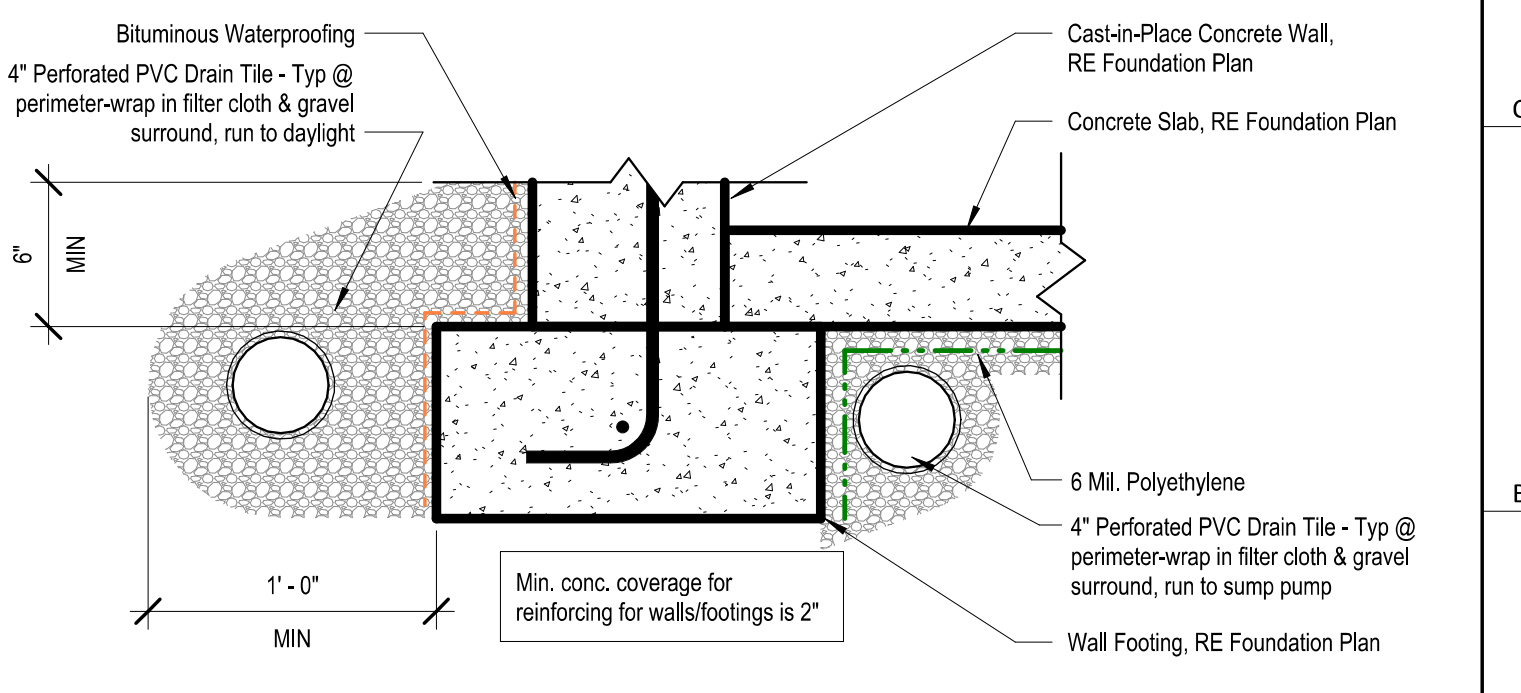 Bituminous Waterproofing
4" Perforated PVC Drain Tile - Typ @
perimeter-wrap in filter cloth & gravel
surround, run to daylight
Cast-in-Place Concrete Wall,
RE Foundation Plan
Concrete Slab, RE Foundation Plan
6"
MIN
6 Mil. Polyethylene
4" Perforated PVC Drain Tile - Typ @
perimeter-wrap in filter cloth & gravel
surround, run to sump pump
Wall Footing, RE Foundation Plan
1' - 0"
MIN
Min. conc. coverage for
reinforcing for walls/footings is 2"